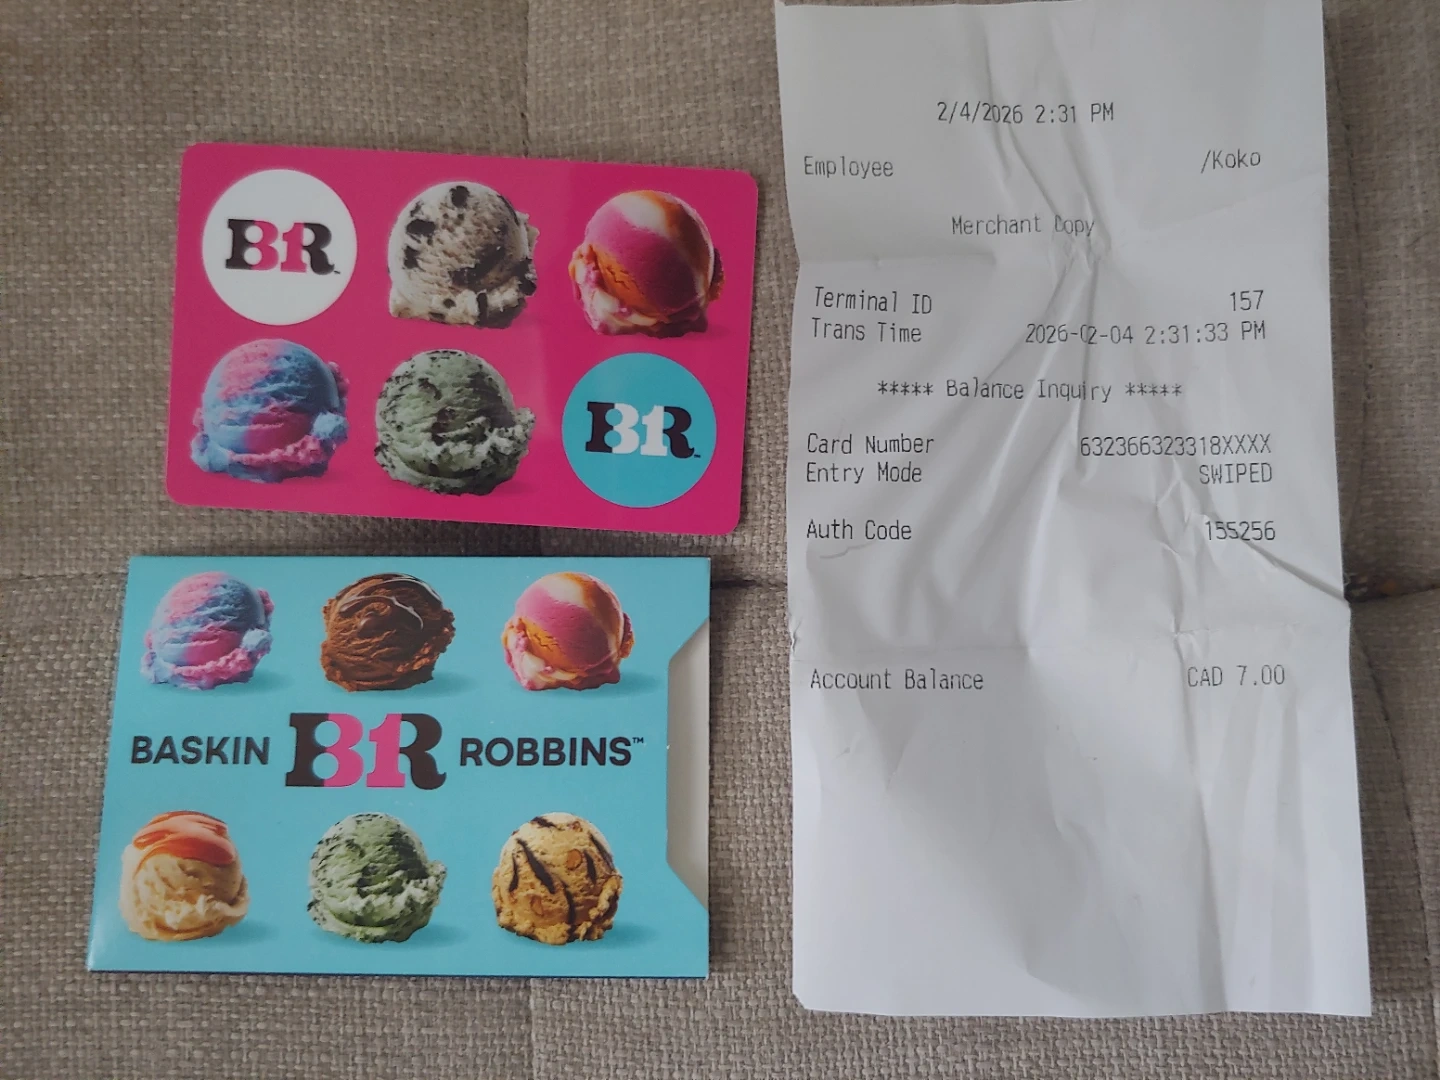 BR™
BR™
BASKIN BR ROBBINS™
2/4/2026 2:31 PM
Employee /Koko
Merchant Copy
Terminal ID 157
Trans Time 2026-02-04 2:31:33 PM
***** Balance Inquiry *****
Card Number 632366323318XXXX
Entry Mode SWIPED
Auth Code 155256
Account Balance CAD 7.00